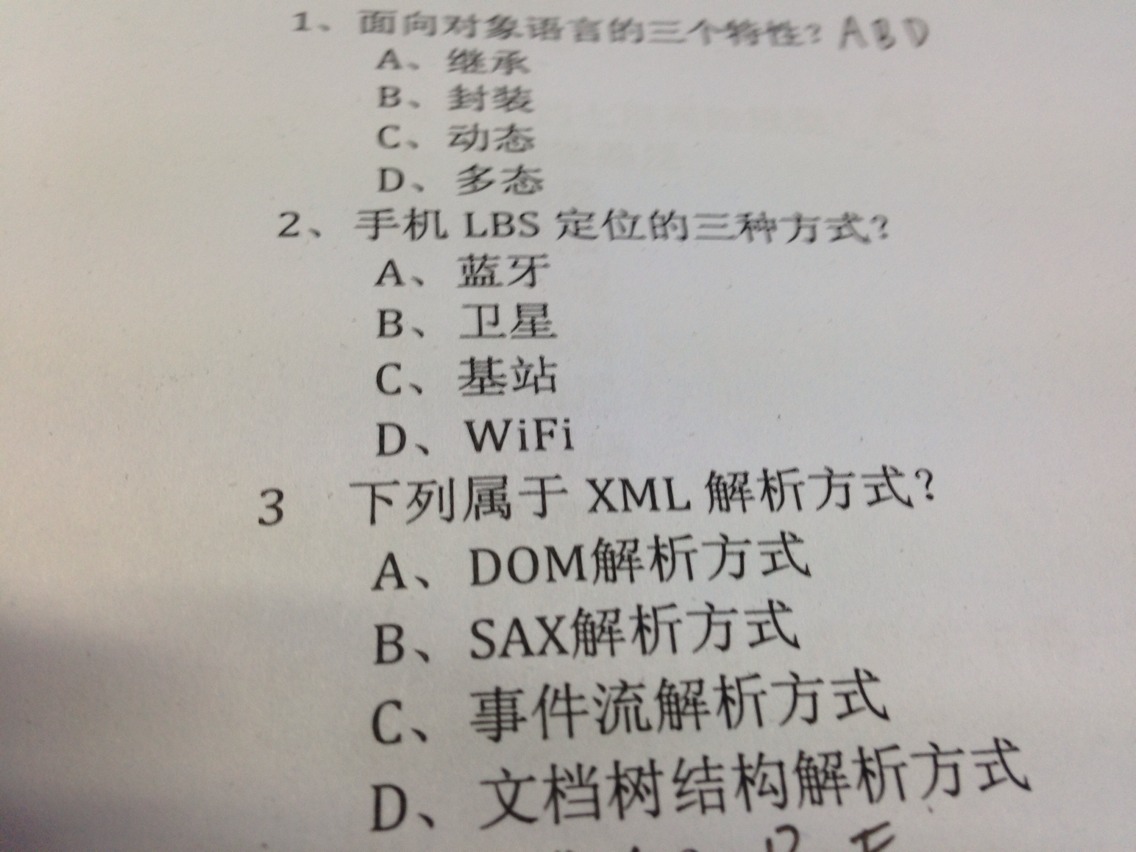 1、面向对象语言的三个特性? ABD
A、继承
B、封装
C、动态
D、多态
2、手机 LBS 定位的三种方式?
A、蓝牙
B、卫星
C、基站
D、WiFi
3 下列属于 XML 解析方式?
A、DOM解析方式
B、SAX解析方式
C、事件流解析方式
D、文档树结构解析方式